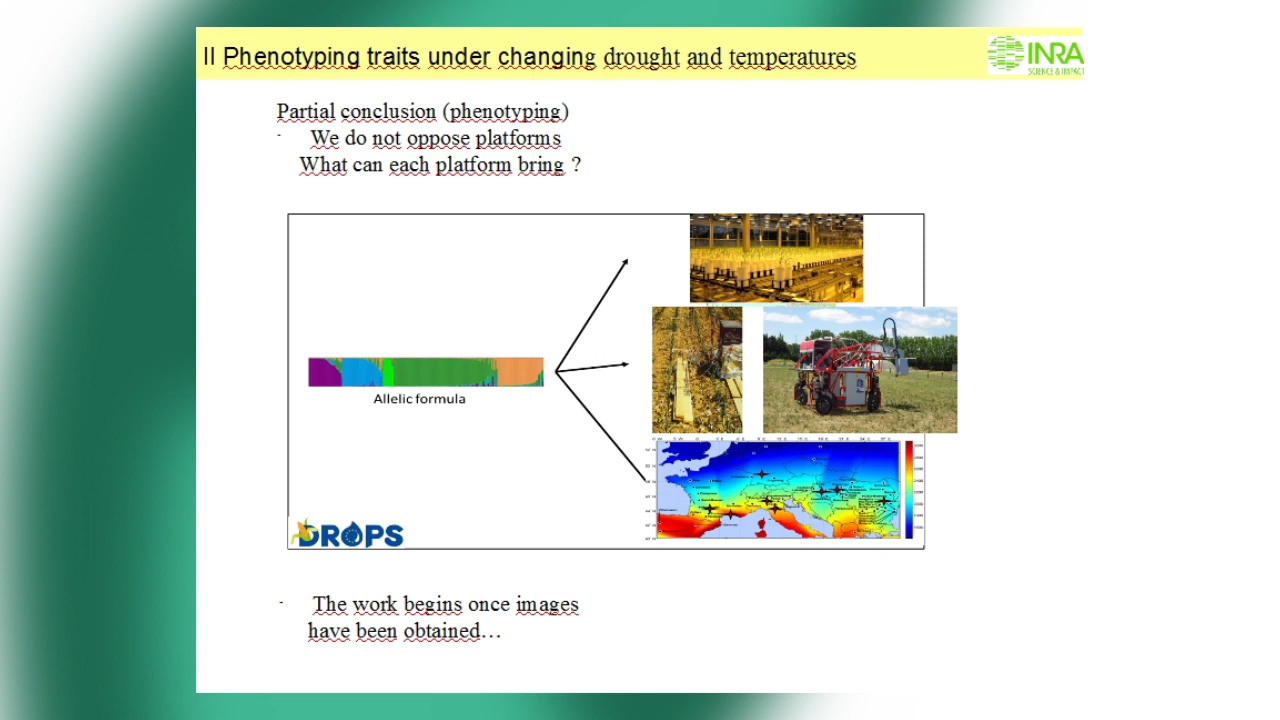 II Phenotyping traits under changing drought and temperatures
INRA
SCIENCE & IMPACT
Partial conclusion (phenotyping)
- We do not oppose platforms
What can each platform bring ?
Allelic formula
DROPS
- The work begins once images
have been obtained…